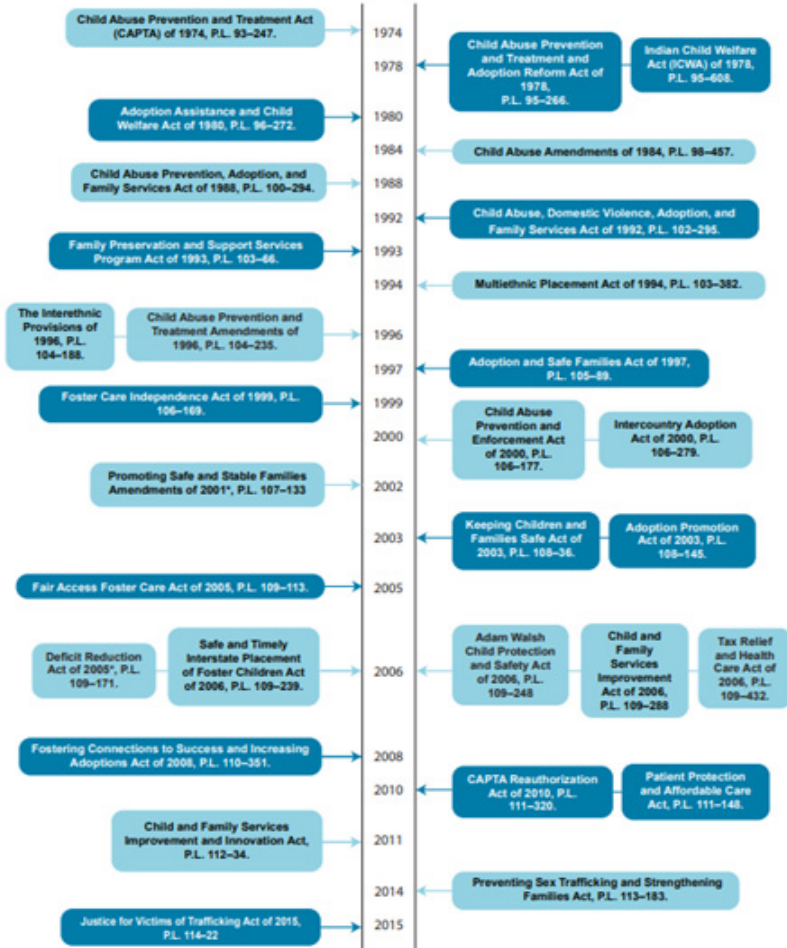 Child Abuse Prevention and Treatment Act
(CAPTA) of 1974, P.L. 93–247.
1974
1978
Child Abuse Prevention
and Treatment and
Adoption Reform Act of
1978,
P.L. 95–266.
Indian Child Welfare
Act (ICWA) of 1978,
P.L. 95–608.
Adoption Assistance and Child
Welfare Act of 1980, P.L. 96–272.
1980
1984
Child Abuse Amendments of 1984, P.L. 98–457.
Child Abuse Prevention, Adoption, and
Family Services Act of 1988, P.L. 100–294.
1988
1992
Child Abuse, Domestic Violence, Adoption, and
Family Services Act of 1992, P.L. 102–295.
Family Preservation and Support Services
Program Act of 1993, P.L. 103–66.
1993
1994
Multiethnic Placement Act of 1994, P.L. 103–382.
The Interethnic
Provisions of
1996, P.L.
104–188.
Child Abuse Prevention and
Treatment Amendments of
1996, P.L. 104–235.
1996
1997
Adoption and Safe Families Act of 1997,
P.L. 105–89.
Foster Care Independence Act of 1999, P.L.
106–169.
1999
2000
Child Abuse
Prevention and
Enforcement Act
of 2000, P.L.
106–177.
Intercountry Adoption
Act of 2000, P.L.
106–279.
Promoting Safe and Stable Families
Amendments of 2001*, P.L. 107–133
2002
2003
Keeping Children and
Families Safe Act of
2003, P.L. 108–36.
Adoption Promotion
Act of 2003, P.L.
108–145.
Fair Access Foster Care Act of 2005, P.L. 109–113.
2005
Deficit Reduction
Act of 2005*, P.L.
109–171.
Safe and Timely
Interstate Placement
of Foster Children Act
of 2006, P.L. 109–239.
2006
Adam Walsh
Child Protection
and Safety Act
of 2006, P.L.
109–248
Child and
Family
Services
Improvement
Act of 2006,
P.L. 109–288
Tax Relief
and Health
Care Act of
2006, P.L.
109–432.
Fostering Connections to Success and Increasing
Adoptions Act of 2008, P.L. 110–351.
2008
2010
CAPTA Reauthorization
Act of 2010, P.L.
111–320.
Patient Protection
and Affordable Care
Act, P.L. 111–148.
Child and Family Services
Improvement and Innovation Act,
P.L. 112–34.
2011
2014
Preventing Sex Trafficking and Strengthening
Families Act, P.L. 113–183.
Justice for Victims of Trafficking Act of 2015,
P.L. 114–22
2015